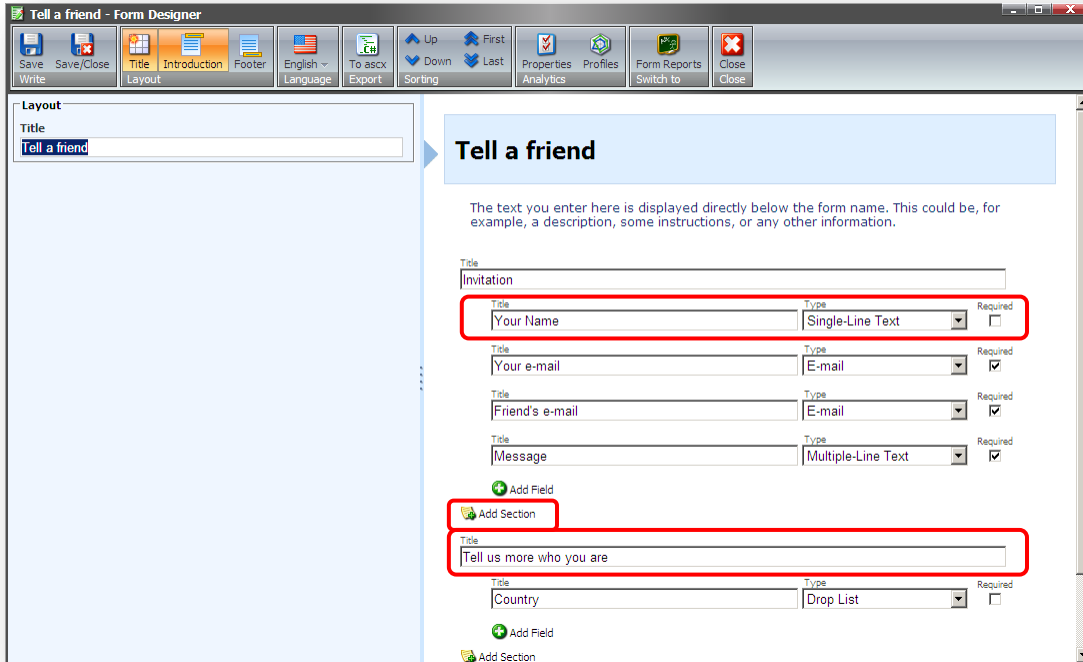 Tell a friend - Form Designer
Save Save/Close Title Introduction Footer English To ascx Up First Down Last Properties Profiles Form Reports Close
Write Layout Language Export Sorting Analytics Switch to Close
C#
Layout
Title
Tell a friend
Tell a friend
The text you enter here is displayed directly below the form name. This could be, for
example, a description, some instructions, or any other information.
Title
Invitation
Title Type Required
Your Name Single-Line Text
Title Type Required
Your e-mail E-mail
Title Type Required
Friend's e-mail E-mail
Title Type Required
Message Multiple-Line Text
Add Field
Add Section
Title
Tell us more who you are
Title Type Required
Country Drop List
Add Field
Add Section